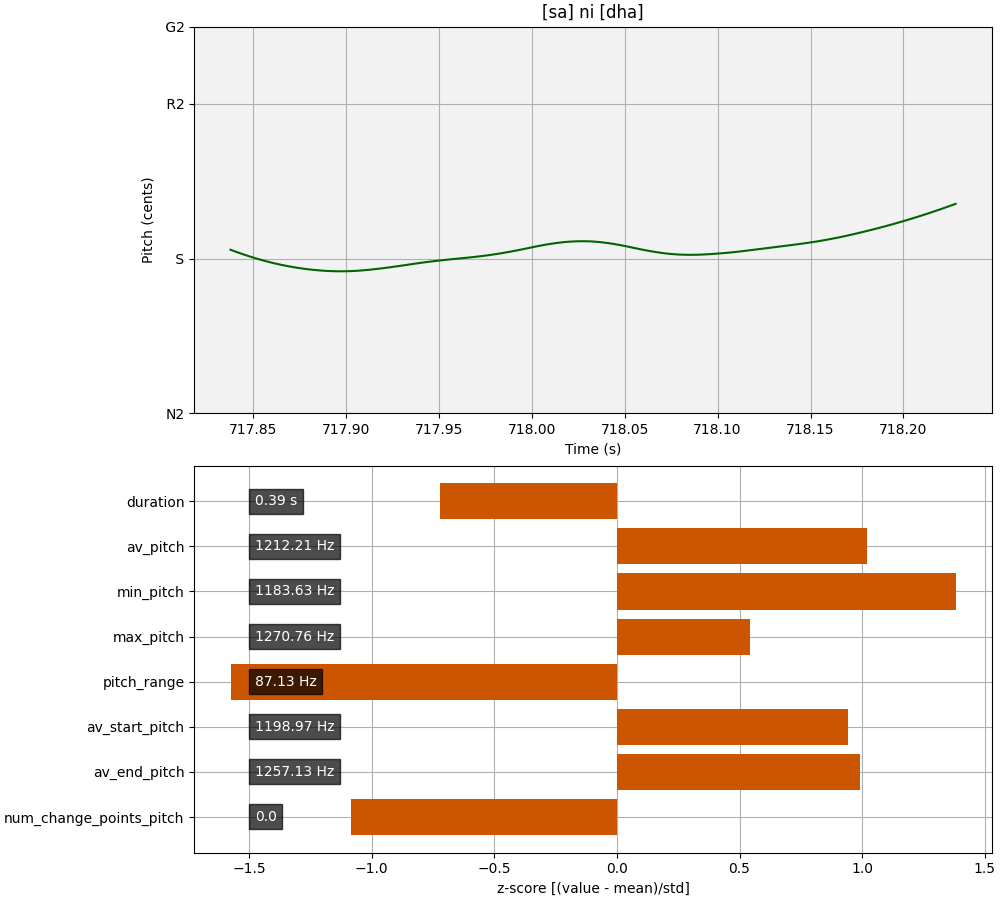 [sa] ni [dha]
G2
R2
S
N2
Pitch (cents)
717.85 717.90 717.95 718.00 718.05 718.10 718.15 718.20
Time (s)
duration 0.39 s
av_pitch 1212.21 Hz
min_pitch 1183.63 Hz
max_pitch 1270.76 Hz
pitch_range 87.13 Hz
av_start_pitch 1198.97 Hz
av_end_pitch 1257.13 Hz
num_change_points_pitch 0.0
−1.5 −1.0 −0.5 0.0 0.5 1.0 1.5
z-score [(value - mean)/std]